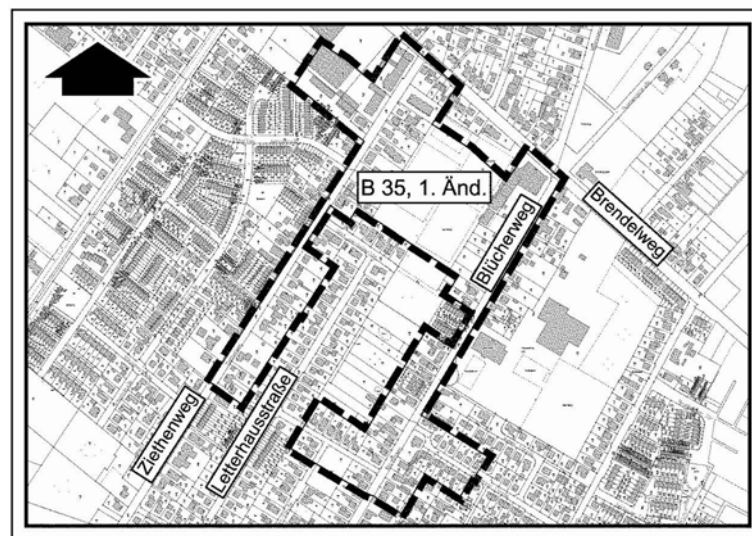 B 35, 1. Änd.
Brendelweg
Blücherweg
Ziethenweg
Letterhausstraße